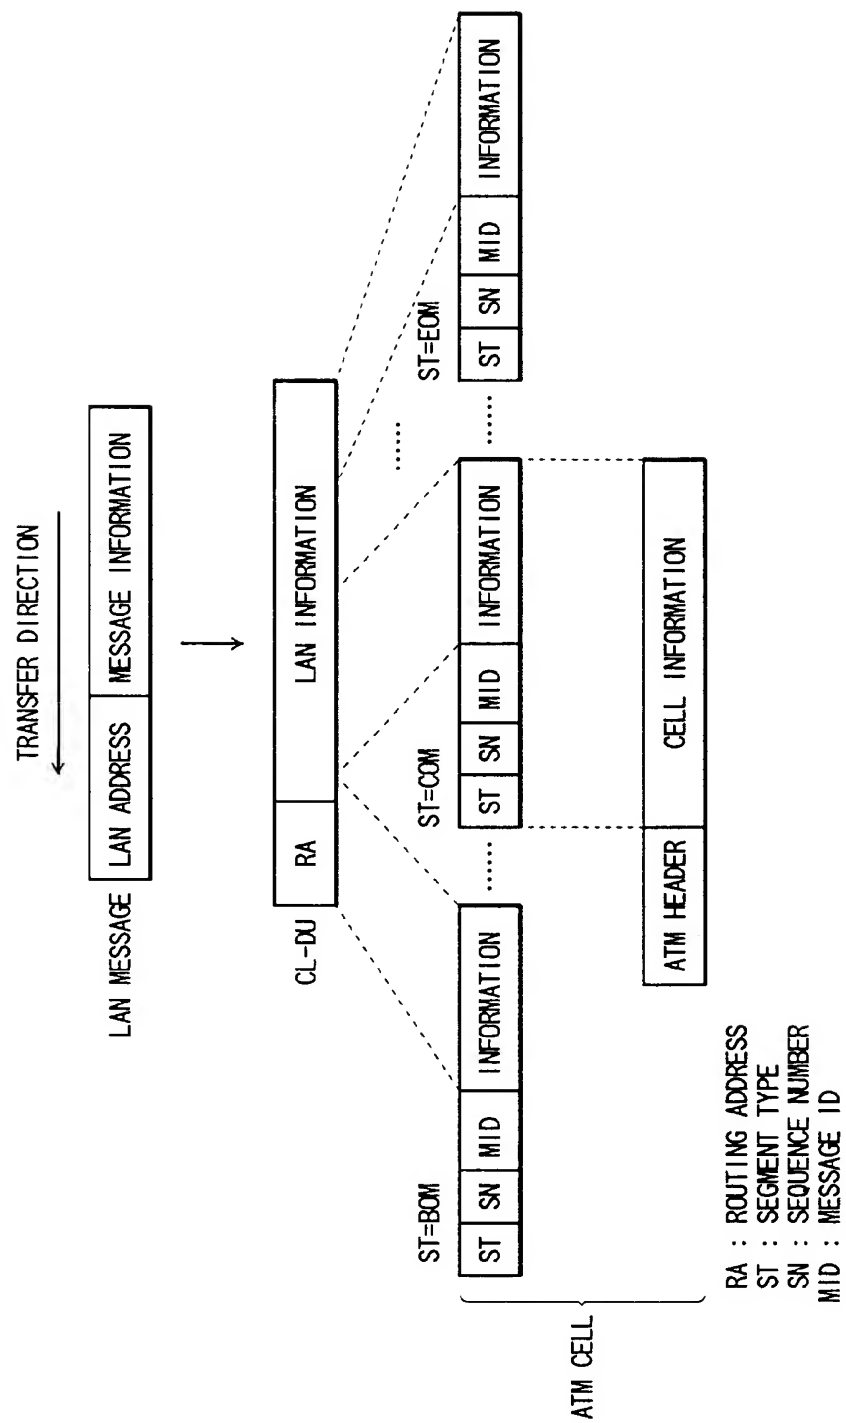 TRANSFER DIRECTION
LAN MESSAGE
LAN ADDRESS
MESSAGE INFORMATION
CL-DU
RA
LAN INFORMATION
......
ST=BOM
ST=COM
ST=EOM
ST
SN
MID
INFORMATION
......
ST
SN
MID
INFORMATION
......
ST
SN
MID
INFORMATION
ATM CELL
ATM HEADER
CELL INFORMATION
RA : ROUTING ADDRESS
ST : SEGMENT TYPE
SN : SEQUENCE NUMBER
MID : MESSAGE ID